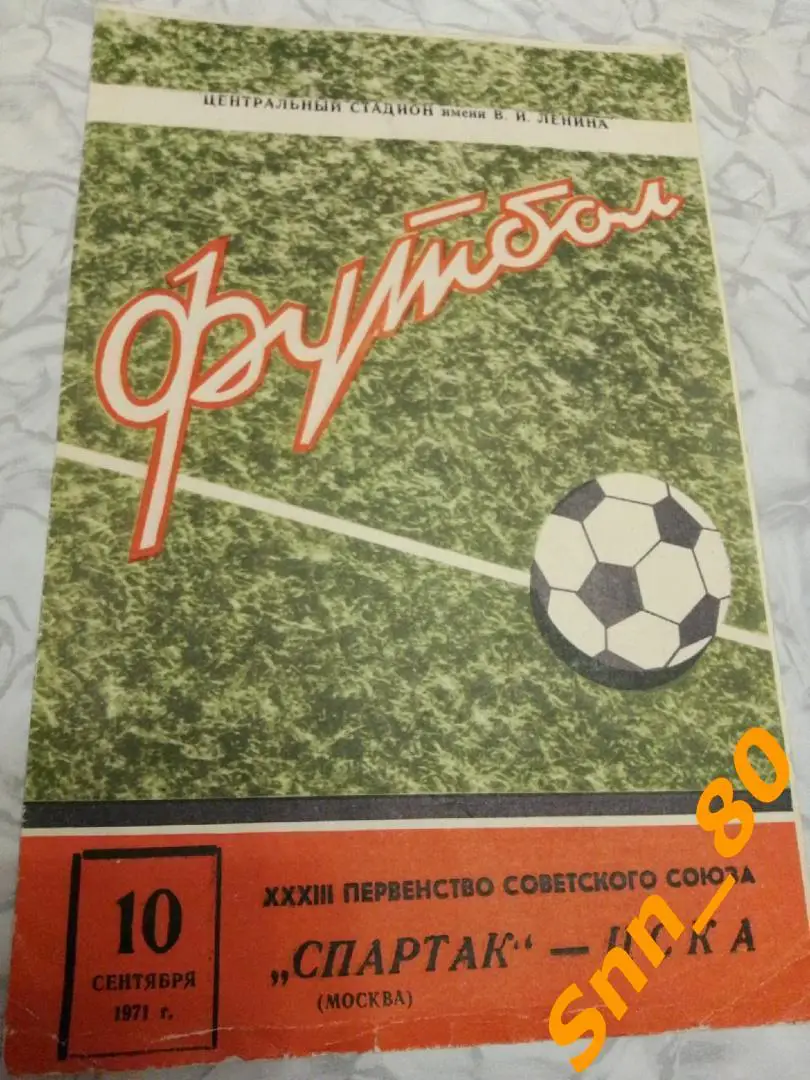 ЦЕНТРАЛЬНЫЙ СТАДИОН имени В. И. ЛЕНИНА
Футбол
10
СЕНТЯБРЯ
1971 г.
XXXIII ПЕРВЕНСТВО СОВЕТСКОГО СОЮЗА
„СПАРТАК“ — ЦСКА
(МОСКВА)
Snn_80